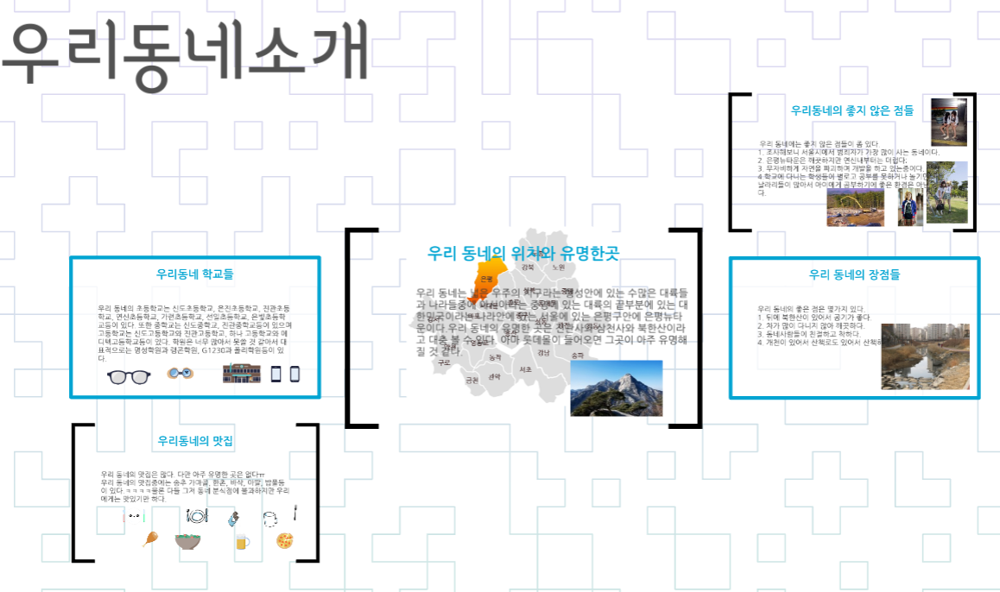 우리동네소개
우리동네의 좋지 않은 점들
우리 동네에는 좋지 않은 점들이 좀 있다
1. 조사해보니 서울시에서 범죄자가 가장 많이 사는 동네이다.
2. 은평뉴타운은 깨끗하지만 연신내부터는 더럽다;
3. 무자비하게 자연을 파괴하며 개발을 하고 있는중이다.
4 학교에 다니는 학생들이 별로고 공부를 못하거나 놀기만
날라리들이 많아서 아이에게 공부하기에 좋은 환경은 아닌
다.
우리 동네의 위치와 유명한곳
강북 노원
은평
우리 동네는 넓은 우주의 지구라는 행성안에 있는 수많은 대륙들
과 나라들중에 아시아라는 중앙에 있는 대륙의 끝부분에 있는 대
한민국이라는 나라안에 있는 서울에 있는 은평구안에 은평뉴타
운이다.우리 동네의 유명한 곳은 진관사와 삼천사와 북한산이라
고 대충 볼 수 있다. 아마 롯데몰이 들어오면 그곳이 아주 유명해
질 것 같다.
강남 송파
동작
구로
서초
금천 관악
우리동네 학교들
우리 동네의 초등학교는 신도초등학교, 은진초등학교, 진관초등
학교, 연신초등학교, 갈현초등학교, 선일초등학교, 은빛초등학
교등이 있다. 또한 중학교는 신도중학교, 진관중학교등이 있으며
고등학교는 신도고등학교와 진관고등학교, 하나 고등학교와 메
디텍고등학교등이 있다. 학원은 너무 많아서 못쓸 것 같아서 대
표적으로는 명성학원과 랭콘학원, G1230과 폴리학원등이 있
다.
우리 동네의 장점들
우리 동네의 좋은 점은 몇가지 있다.
1. 뒤에 북한산이 있어서 공기가 좋다.
2. 차가 많이 다니지 않아 깨끗하다.
3. 동네사람들이 친절하고 착하다.
4. 개천이 있어서 산책로도 있어서 산책하
우리동네의 맛집
우리 동네의 맛집은 많다. 다만 아주 유명한 곳은 없다ㅠ
우리 동네의 맛집중에는 송추 가마골, 한촌, 바삭, 이찰, 밥풀등
이 있다.ㅋㅋㅋㅋ물론 다들 그저 동네 분식점에 불과하지만 우리
에게는 맛있기만 하다.